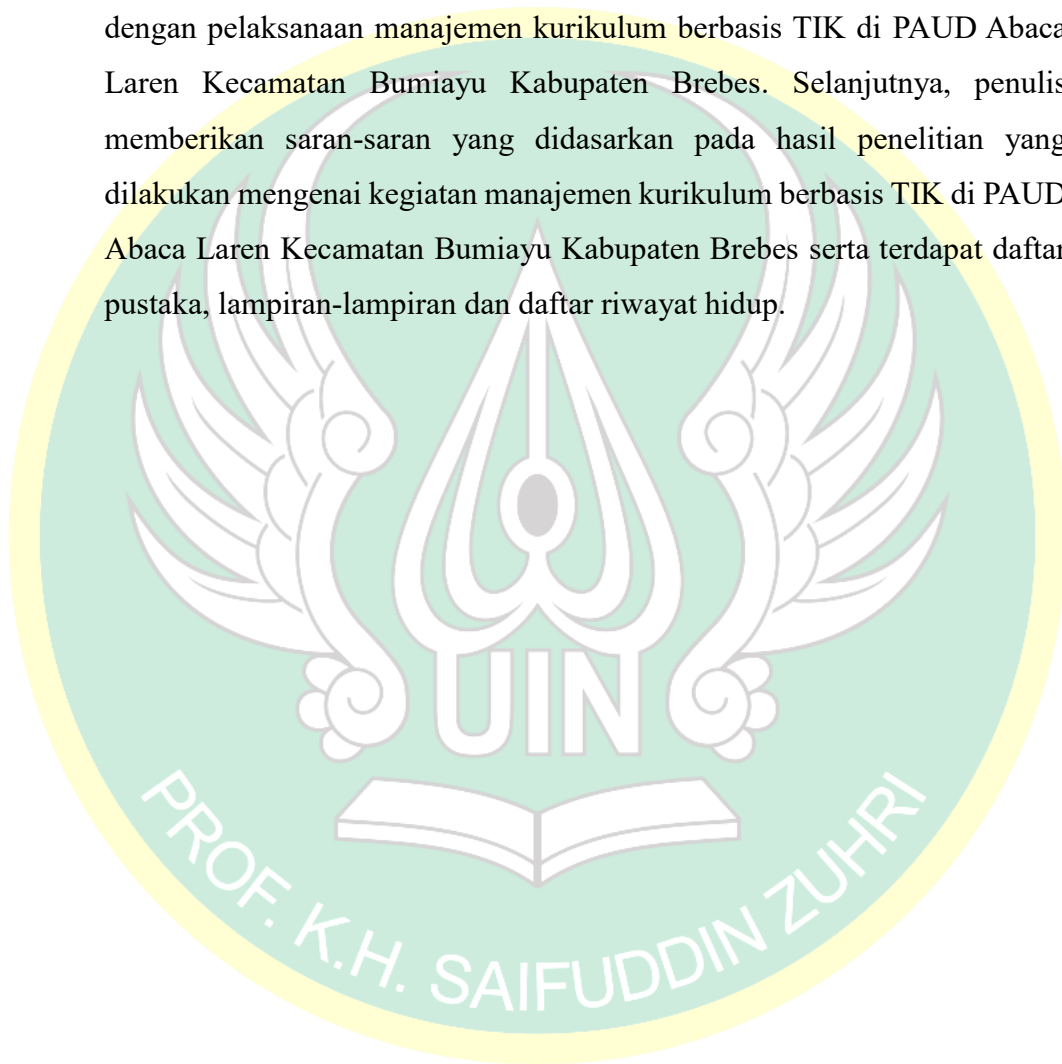 dengan pelaksanaan manajemen kurikulum berbasis TIK di PAUD Abaca
Laren Kecamatan Bumiayu Kabupaten Brebes. Selanjutnya, penulis
memberikan saran-saran yang didasarkan pada hasil penelitian yang
dilakukan mengenai kegiatan manajemen kurikulum berbasis TIK di PAUD
Abaca Laren Kecamatan Bumiayu Kabupaten Brebes serta terdapat daftar
pustaka, lampiran-lampiran dan daftar riwayat hidup.
UIN
PROF. K.H. SAIFUDDIN ZUHRI